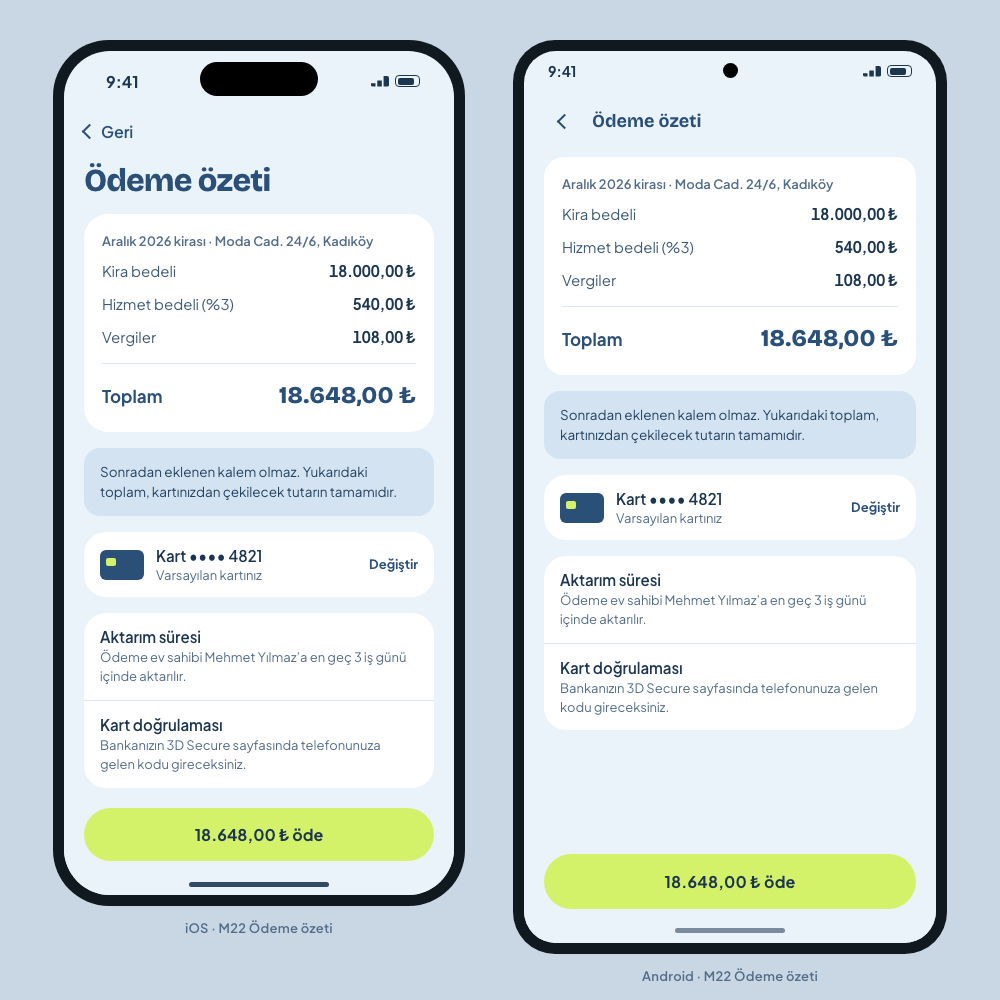 9:41
Geri
Ödeme özeti
Aralık 2026 kirası · Moda Cad. 24/6, Kadıköy
Kira bedeli 18.000,00 ₺
Hizmet bedeli (%3) 540,00 ₺
Vergiler 108,00 ₺
Toplam 18.648,00 ₺
Sonradan eklenen kalem olmaz. Yukarıdaki
toplam, kartınızdan çekilecek tutarın tamamıdır.
Kart •••• 4821
Varsayılan kartınız
Değiştir
Aktarım süresi
Ödeme ev sahibi Mehmet Yılmaz'a en geç 3 iş günü
içinde aktarılır.
Kart doğrulaması
Bankanızın 3D Secure sayfasında telefonunuza
gelen kodu gireceksiniz.
18.648,00 ₺ öde
iOS · M22 Ödeme özeti
9:41
Ödeme özeti
Aralık 2026 kirası · Moda Cad. 24/6, Kadıköy
Kira bedeli 18.000,00 ₺
Hizmet bedeli (%3) 540,00 ₺
Vergiler 108,00 ₺
Toplam 18.648,00 ₺
Sonradan eklenen kalem olmaz. Yukarıdaki toplam,
kartınızdan çekilecek tutarın tamamıdır.
Kart •••• 4821
Varsayılan kartınız
Değiştir
Aktarım süresi
Ödeme ev sahibi Mehmet Yılmaz'a en geç 3 iş günü
içinde aktarılır.
Kart doğrulaması
Bankanızın 3D Secure sayfasında telefonunuza gelen
kodu gireceksiniz.
18.648,00 ₺ öde
Android · M22 Ödeme özeti